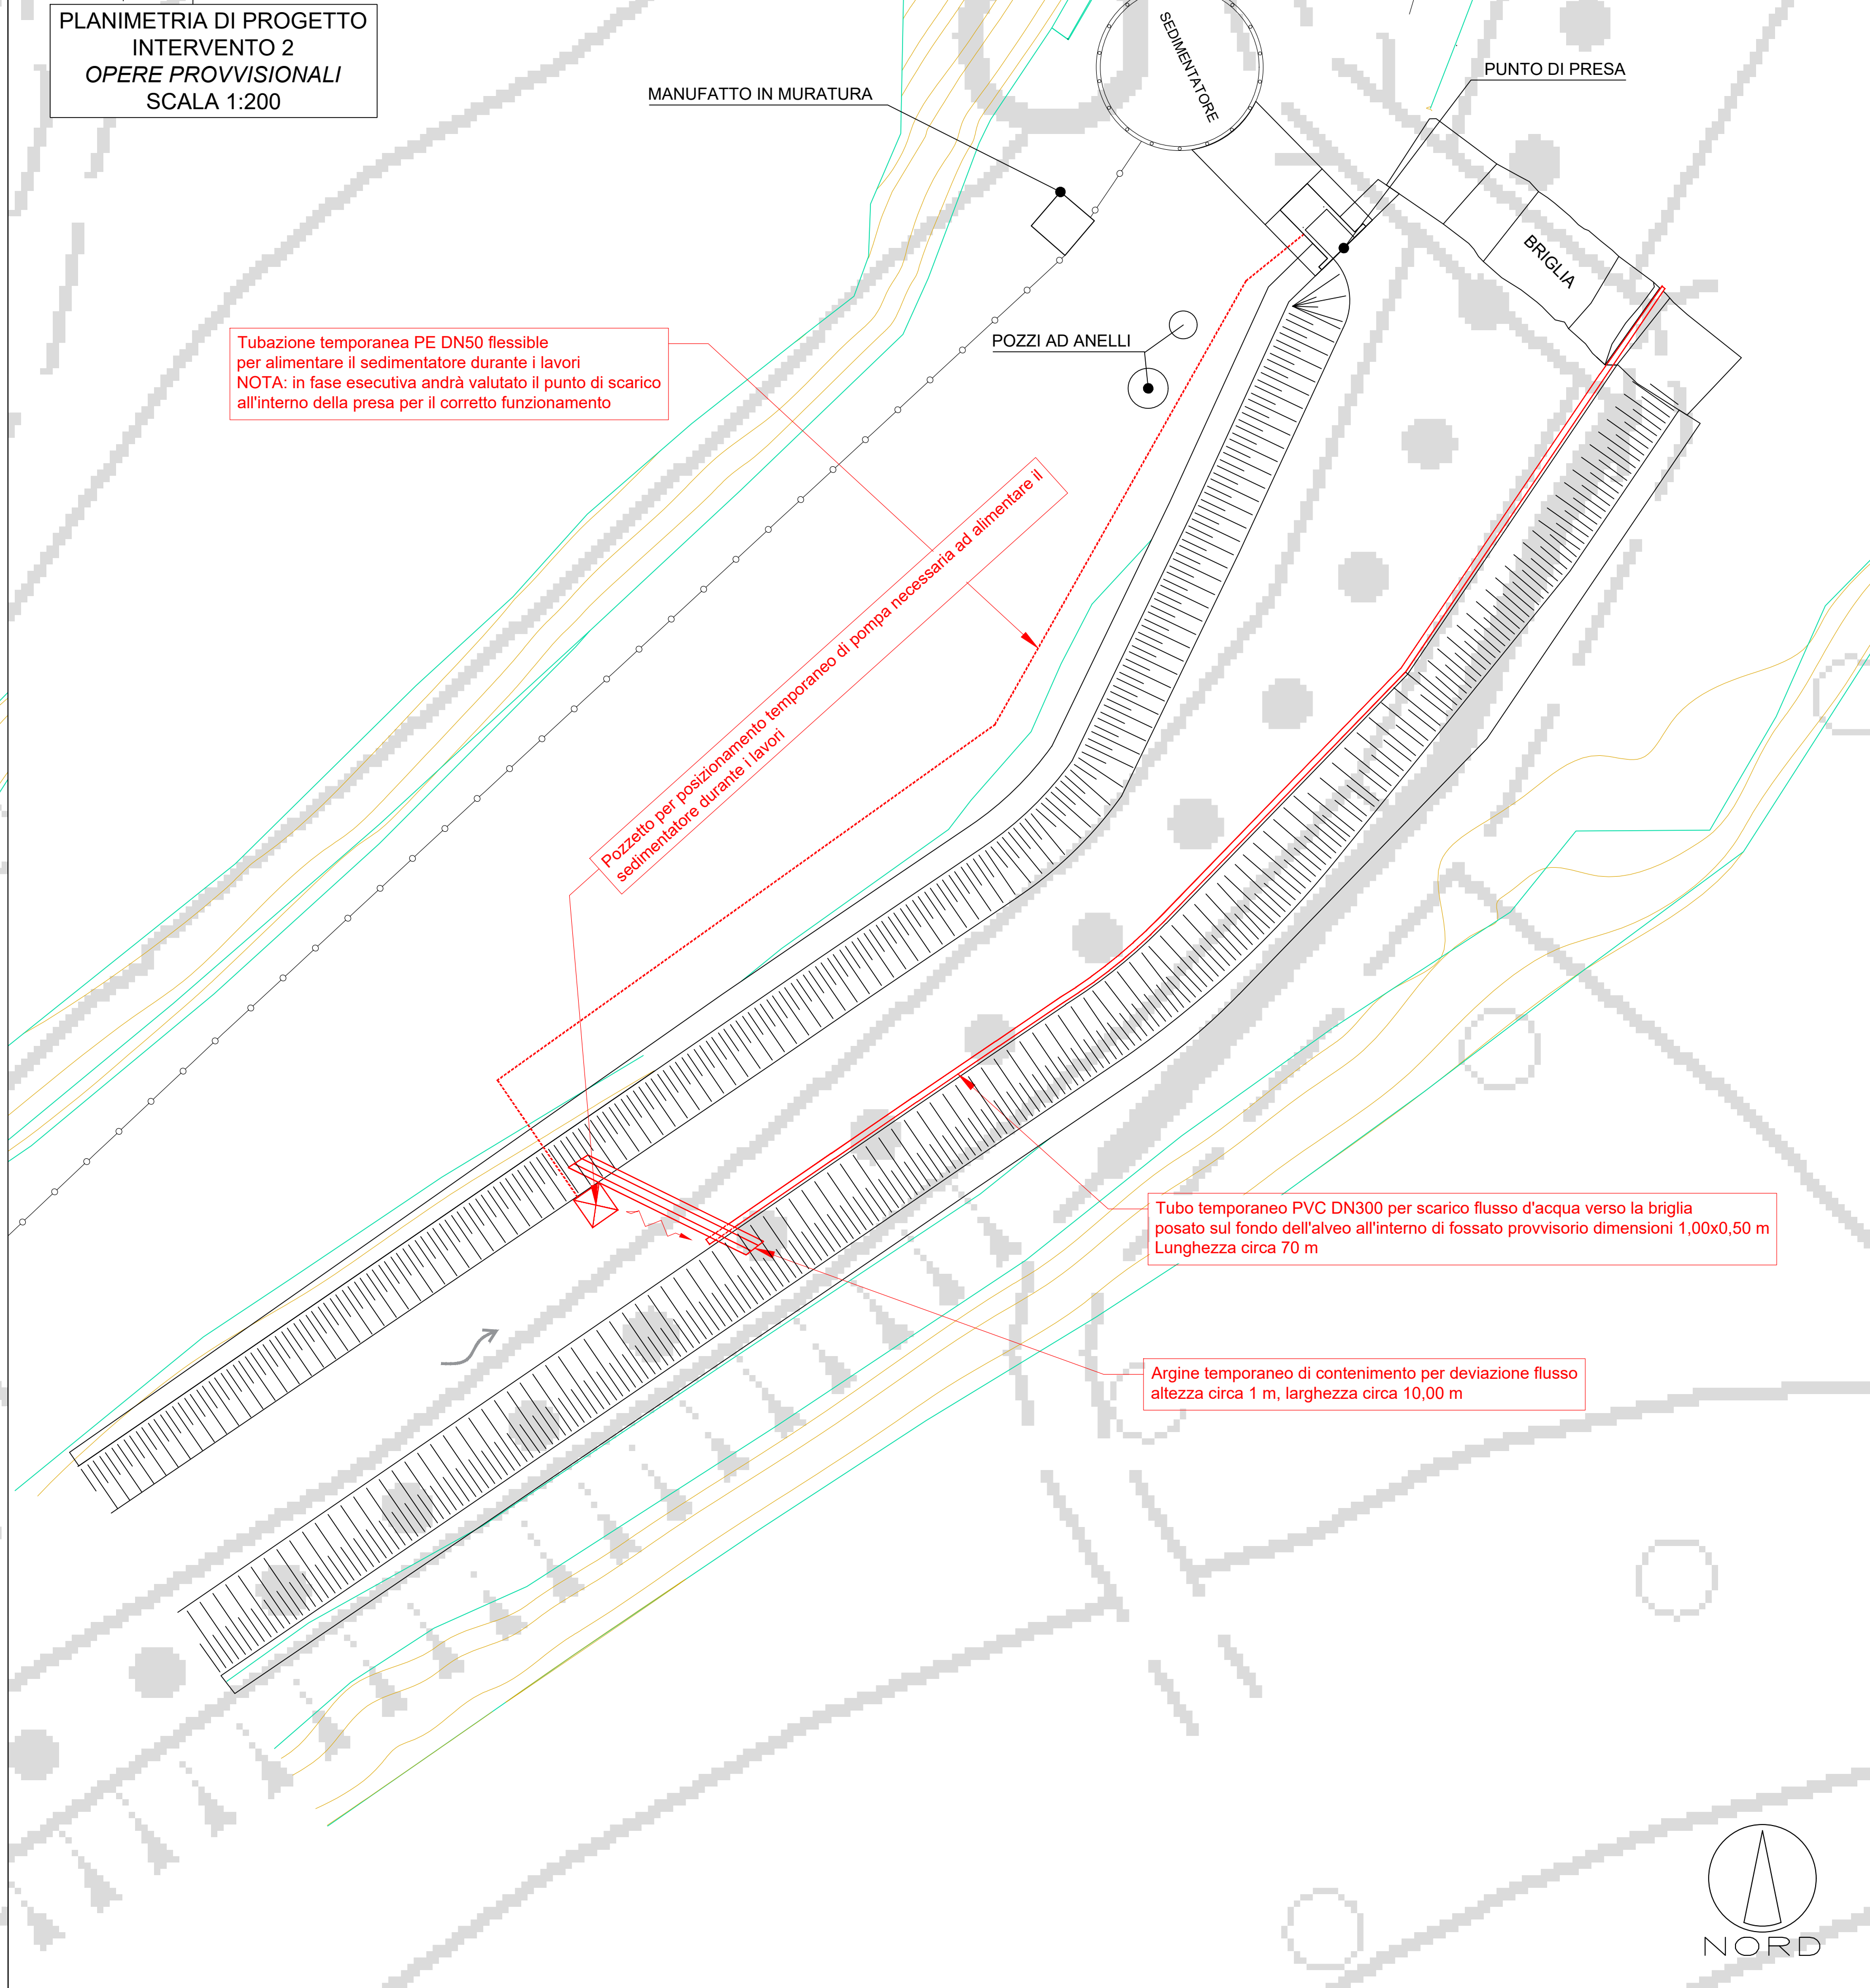 PLANIMETRIA DI PROGETTO
INTERVENTO 2
OPERE PROVVISIONALI
SCALA 1:200
MANUFATTO IN MURATURA
SEDIMENTATORE
PUNTO DI PRESA
BRIGLIA
POZZI AD ANELLI
Tubazione temporanea PE DN50 flessibile
per alimentare il sedimentatore durante i lavori
NOTA: in fase esecutiva andrà valutato il punto di scarico
all'interno della presa per il corretto funzionamento
Pozzetto per posizionamento temporaneo di pompa necessaria ad alimentare il
sedimentatore durante i lavori
Tubo temporaneo PVC DN300 per scarico flusso d'acqua verso la briglia
posato sul fondo dell'alveo all'interno di fossato provvisorio dimensioni 1,00x0,50 m
Lunghezza circa 70 m
Argine temporaneo di contenimento per deviazione flusso
altezza circa 1 m, larghezza circa 10,00 m
NORD